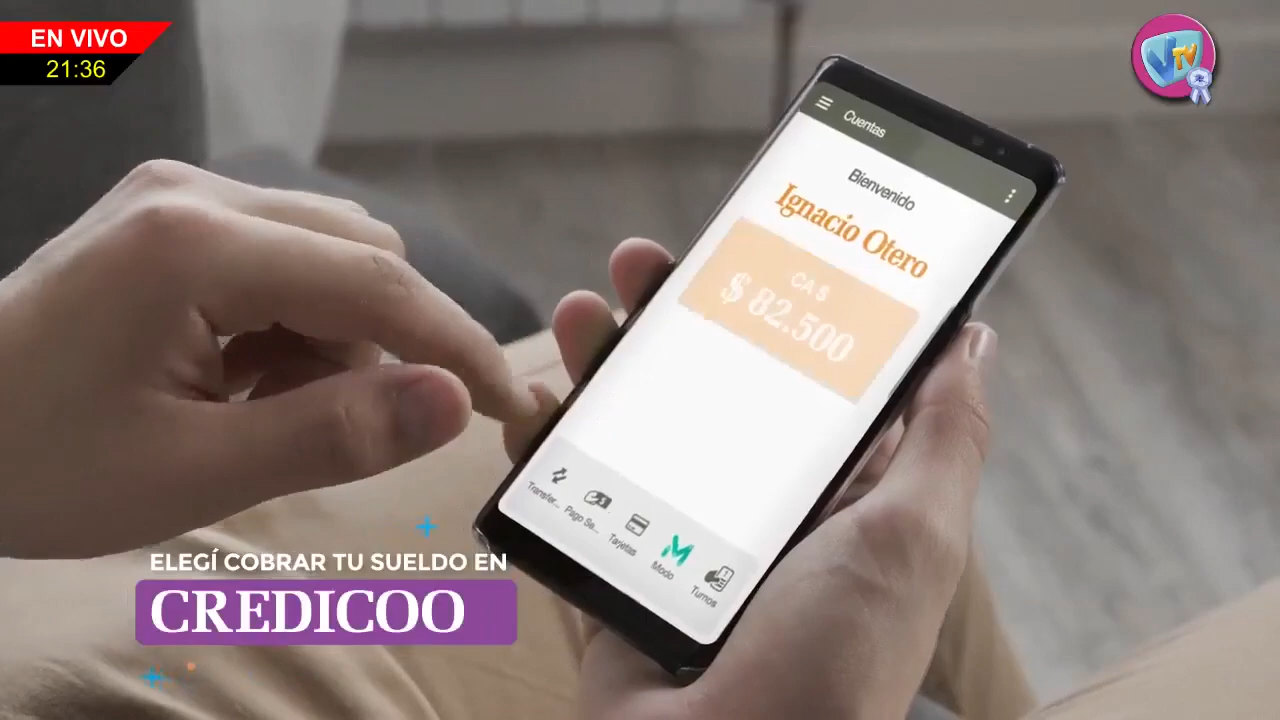 EN VIVO
21:36
VTV
Cuentas
Bienvenido
Ignacio Otero
CA $
$ 82.500
Transfer...
Pago Se...
Tarjetas
Modo
Turnos
ELEGÍ COBRAR TU SUELDO EN
CREDICOO